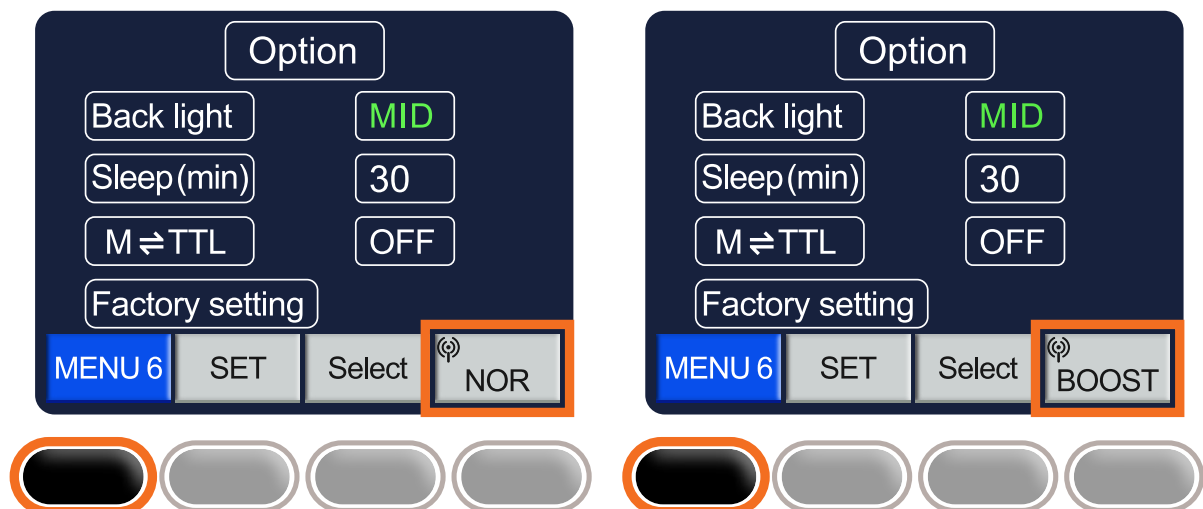 Option
Back light MID
Sleep(min) 30
M⇌TTL OFF
Factory setting
MENU 6 SET Select NOR
Option
Back light MID
Sleep(min) 30
M⇌TTL OFF
Factory setting
MENU 6 SET Select BOOST